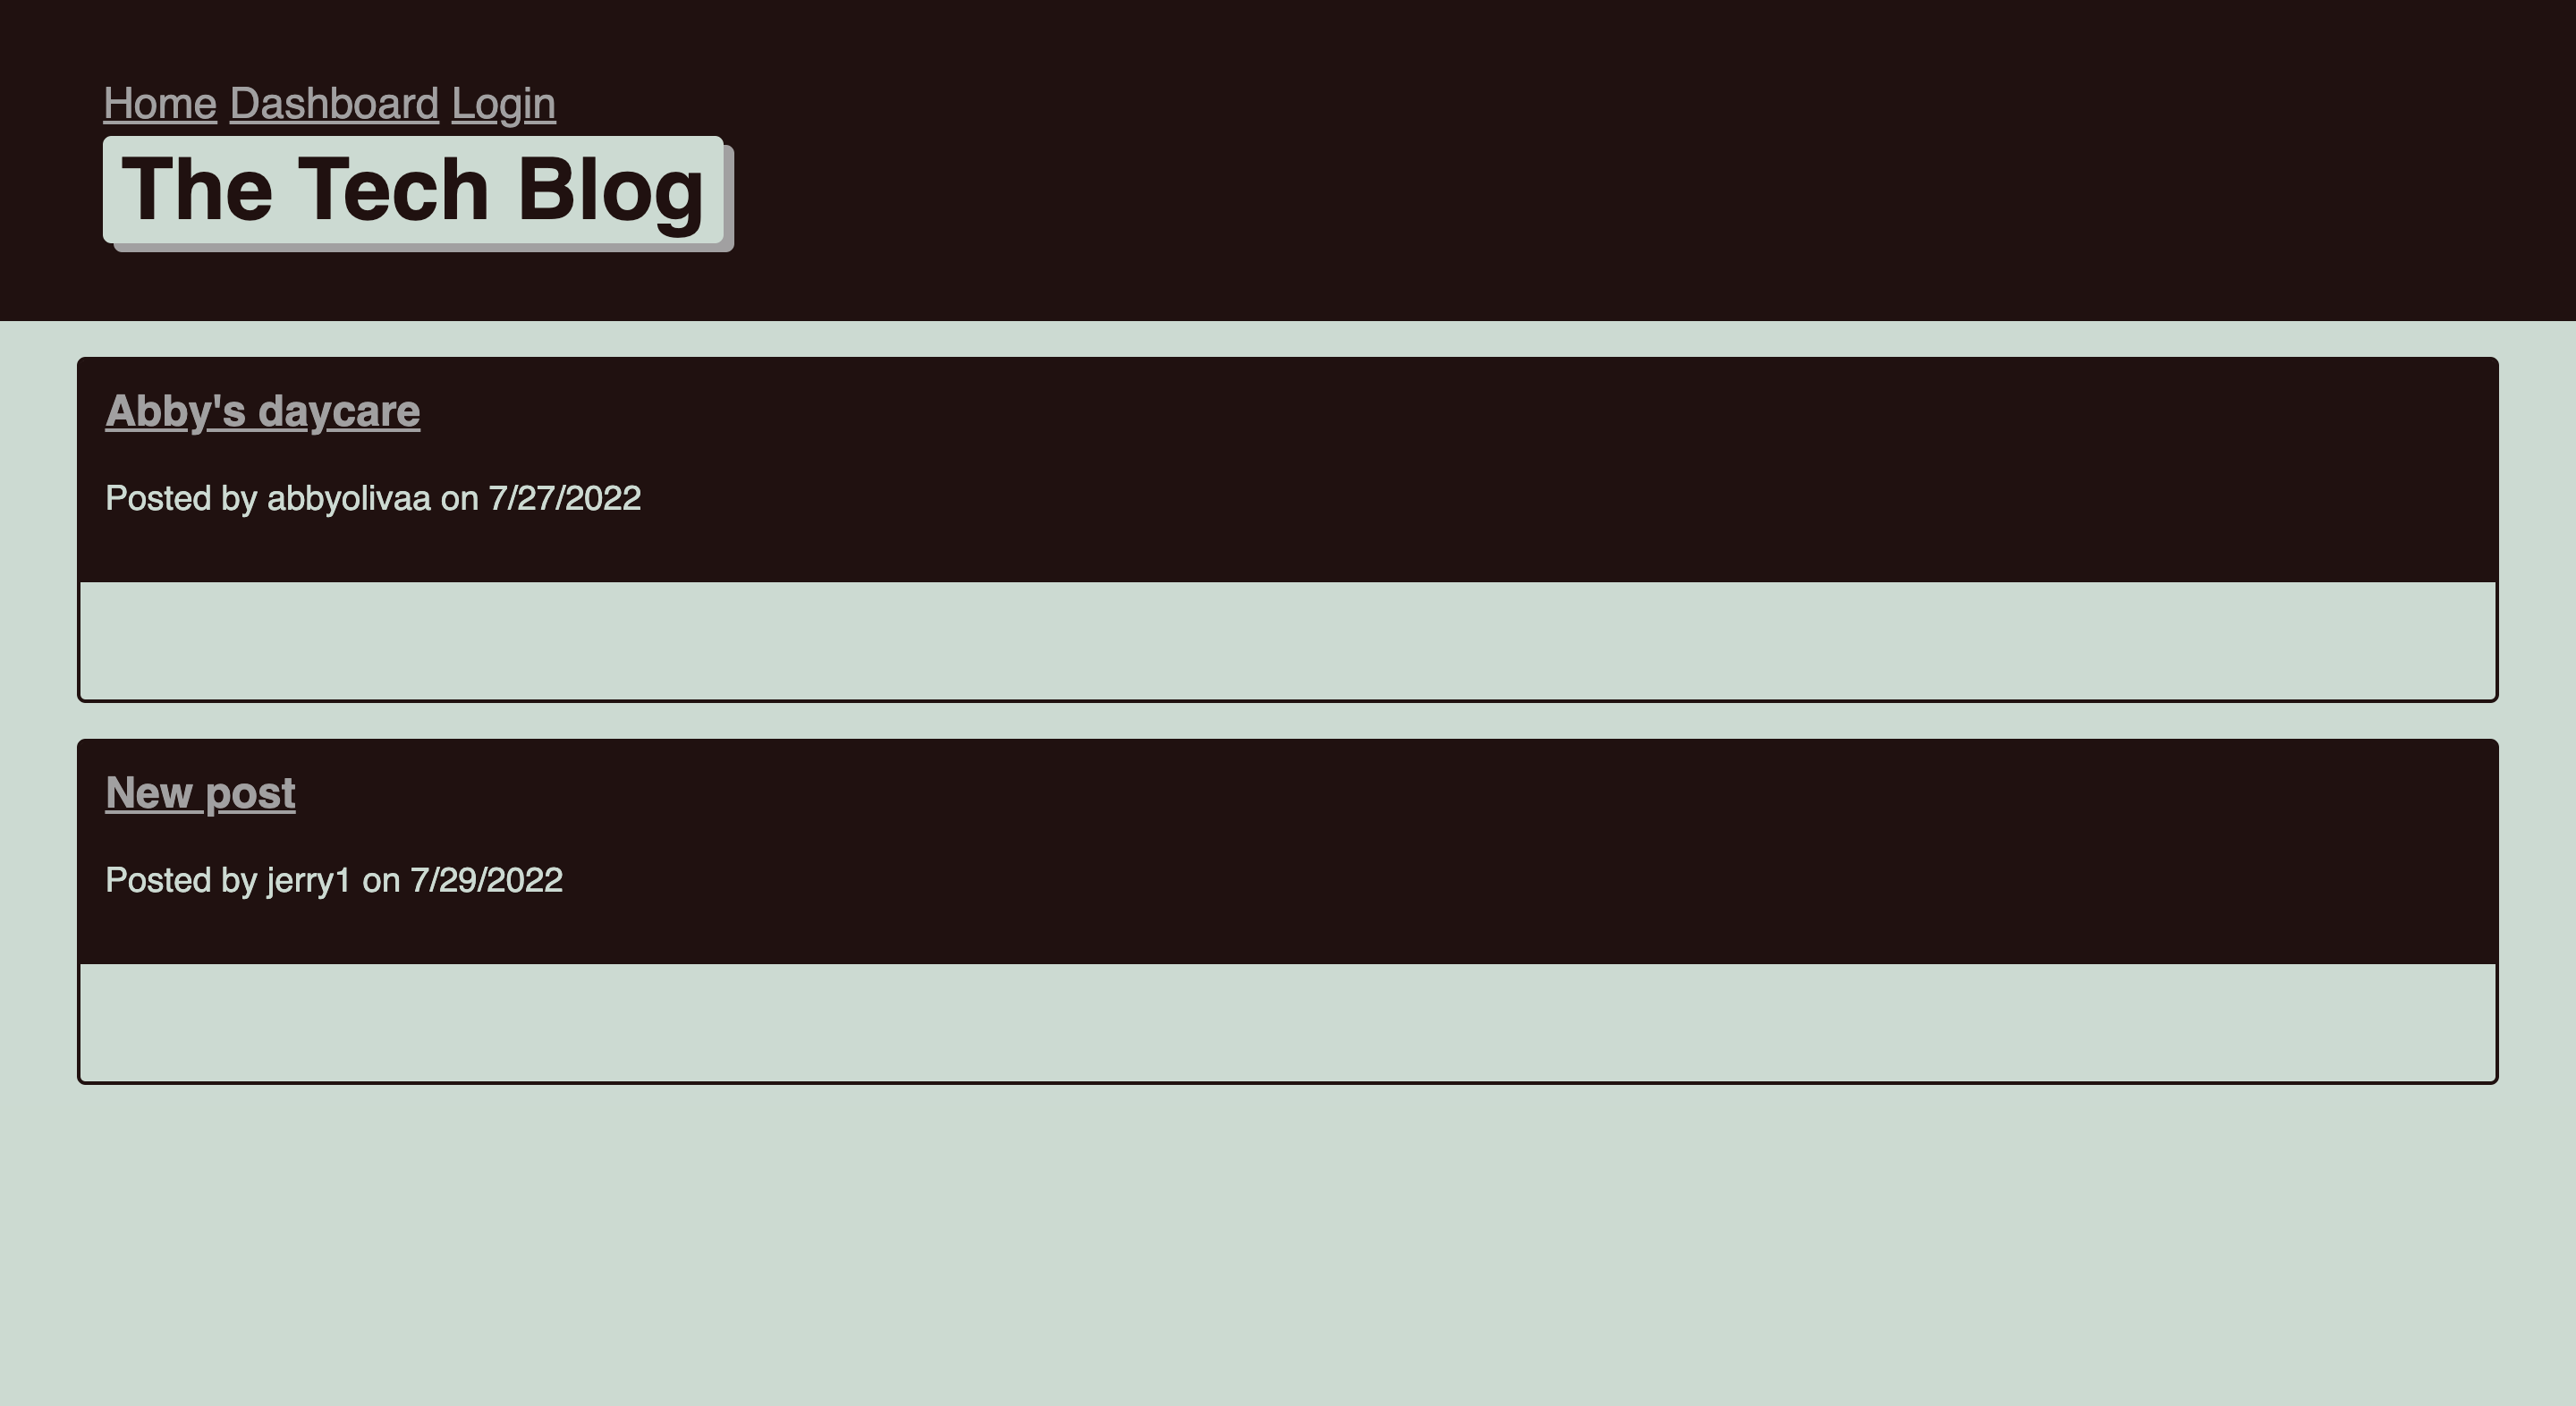 Home Dashboard Login
The Tech Blog
Abby's daycare
Posted by abbyolivaa on 7/27/2022
New post
Posted by jerry1 on 7/29/2022